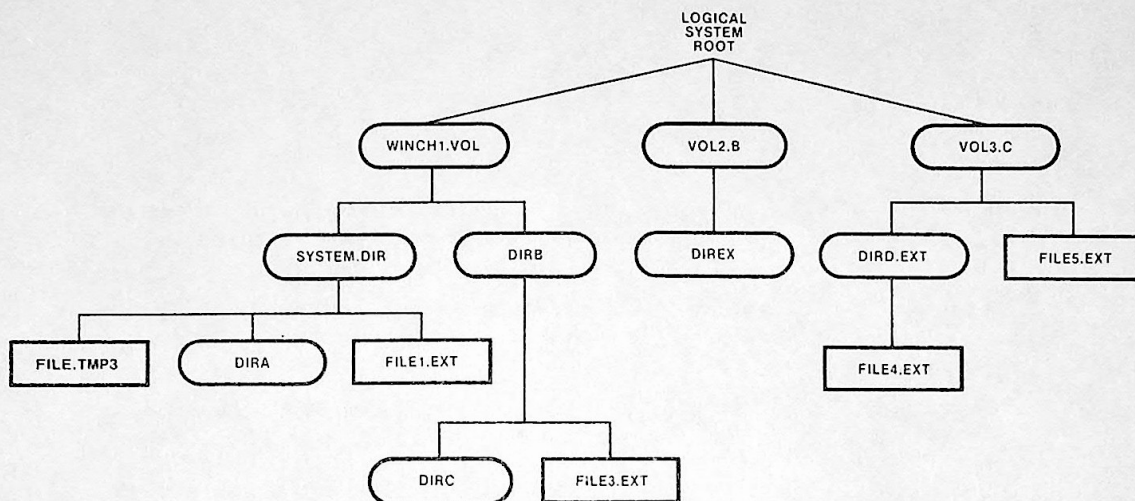 LOGICAL
SYSTEM
ROOT
WINCH1.VOL
VOL2.B
VOL3.C
SYSTEM.DIR
DIRB
DIREX
DIRD.EXT
FILE5.EXT
FILE.TMP3
DIRA
FILE1.EXT
FILE4.EXT
DIRC
FILE3.EXT